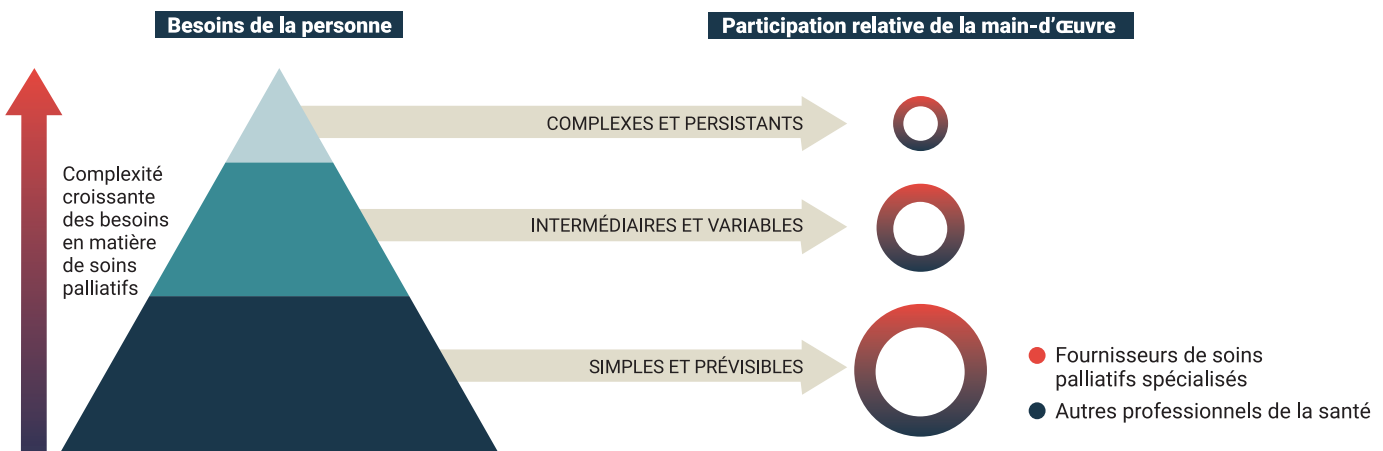 Besoins de la personne
Participation relative de la main-d'Œuvre
Complexité
croissante
des besoins
en matière
de soins
palliatifs
COMPLEXES ET PERSISTANTS
INTERMÉDIAIRES ET VARIABLES
SIMPLES ET PRÉVISIBLES
Fournisseurs de soins
palliatifs spécialisés
Autres professionnels de la santé